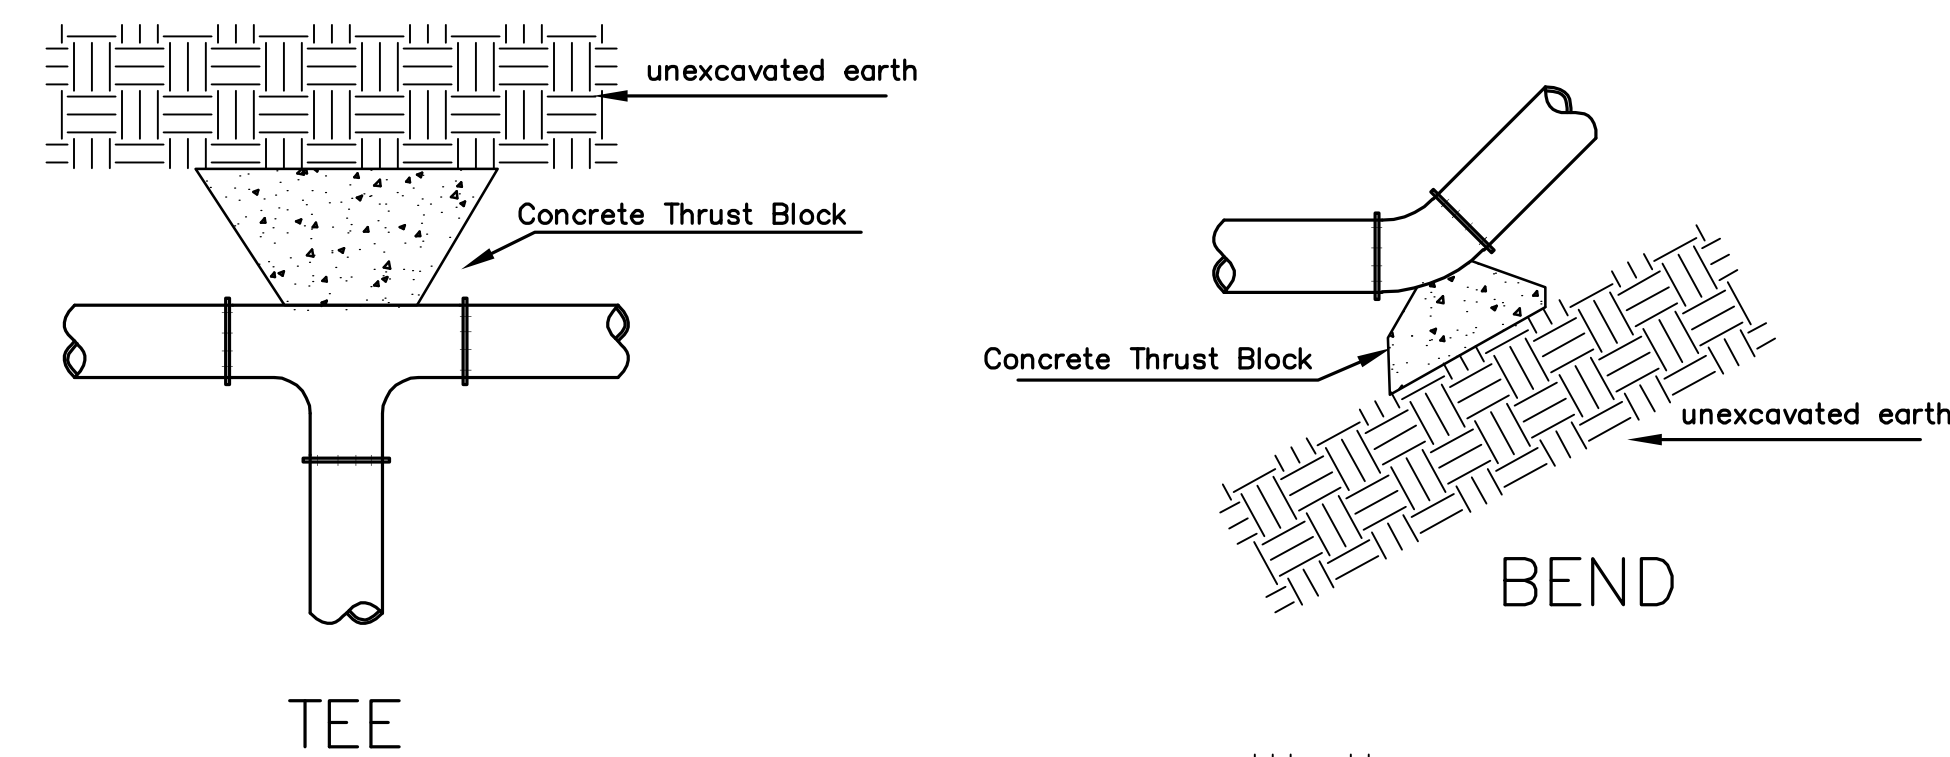 unexcavated earth
Concrete Thrust Block
TEE
Concrete Thrust Block
unexcavated earth
BEND